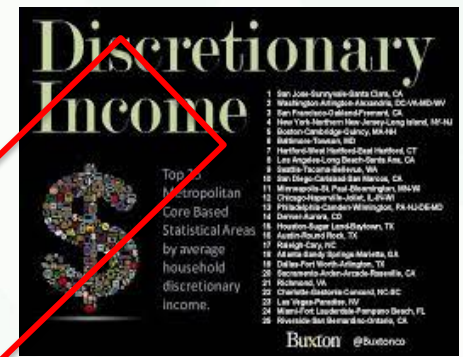 Discretionary
Income
Top 25
Metropolitan
Core Based
Statistical Areas
by average
household
discretionary
income.
1 San Jose-Sunnyvale-Santa Clara, CA
2 Washington-Arlington-Alexandria, DC-VA-MD-WV
3 San Francisco-Oakland-Fremont, CA
4 New York-Northern New Jersey-Long Island, NY-NJ
5 Boston-Cambridge-Quincy, MA-NH
6 Baltimore-Towson, MD
7 Hartford-West Hartford-East Hartford, CT
8 Los Angeles-Long Beach-Santa Ana, CA
9 Seattle-Tacoma-Bellevue, WA
10 San Diego-Carlsbad-San Marcos, CA
11 Minneapolis-St. Paul-Bloomington, MN-WI
12 Chicago-Naperville-Joliet, IL-IN-WI
13 Philadelphia-Camden-Wilmington, PA-NJ-DE-MD
14 Denver-Aurora, CO
15 Houston-Sugar Land-Baytown, TX
16 Austin-Round Rock, TX
17 Raleigh-Cary, NC
18 Atlanta-Sandy Springs-Marietta, GA
19 Dallas-Fort Worth-Arlington, TX
20 Sacramento-Arden-Arcade-Roseville, CA
21 Richmond, VA
22 Charlotte-Gastonia-Concord, NC-SC
23 Las Vegas-Paradise, NV
24 Miami-Fort Lauderdale-Pompano Beach, FL
25 Riverside-San Bernardino-Ontario, CA
Buxton @Buxtonco